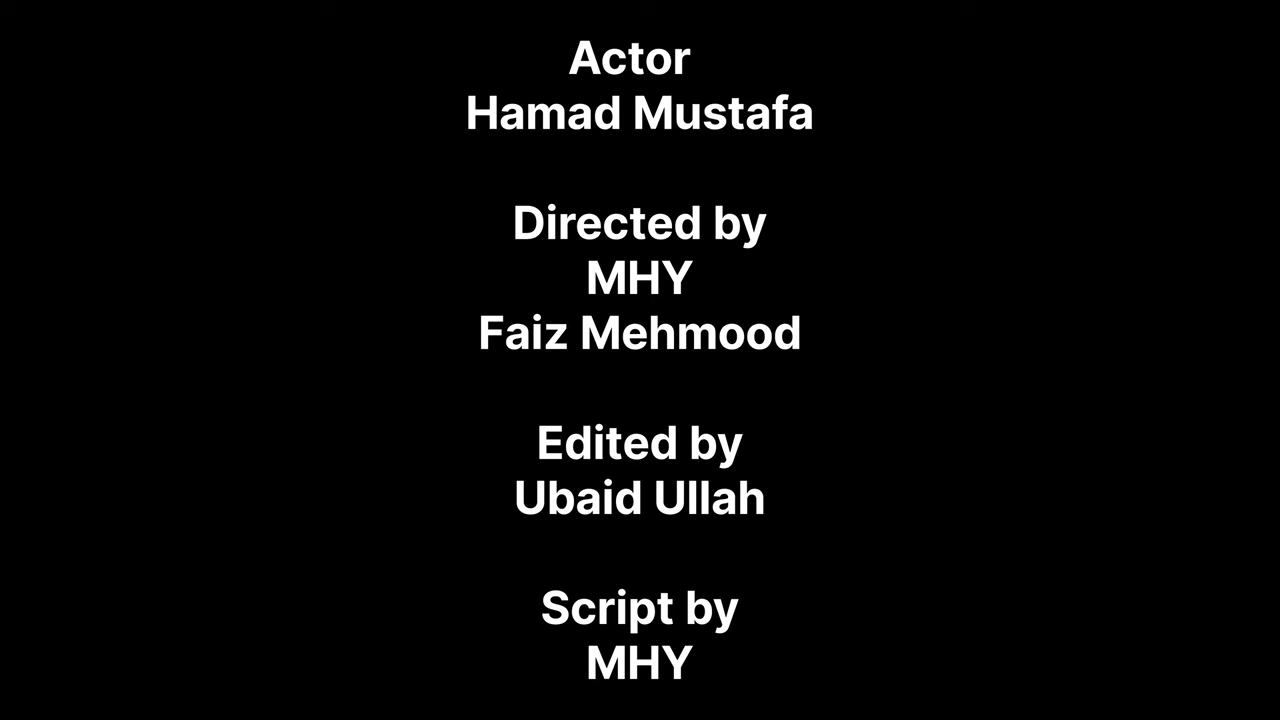 Actor
Hamad Mustafa
Directed by
MHY
Faiz Mehmood
Edited by
Ubaid Ullah
Script by
MHY